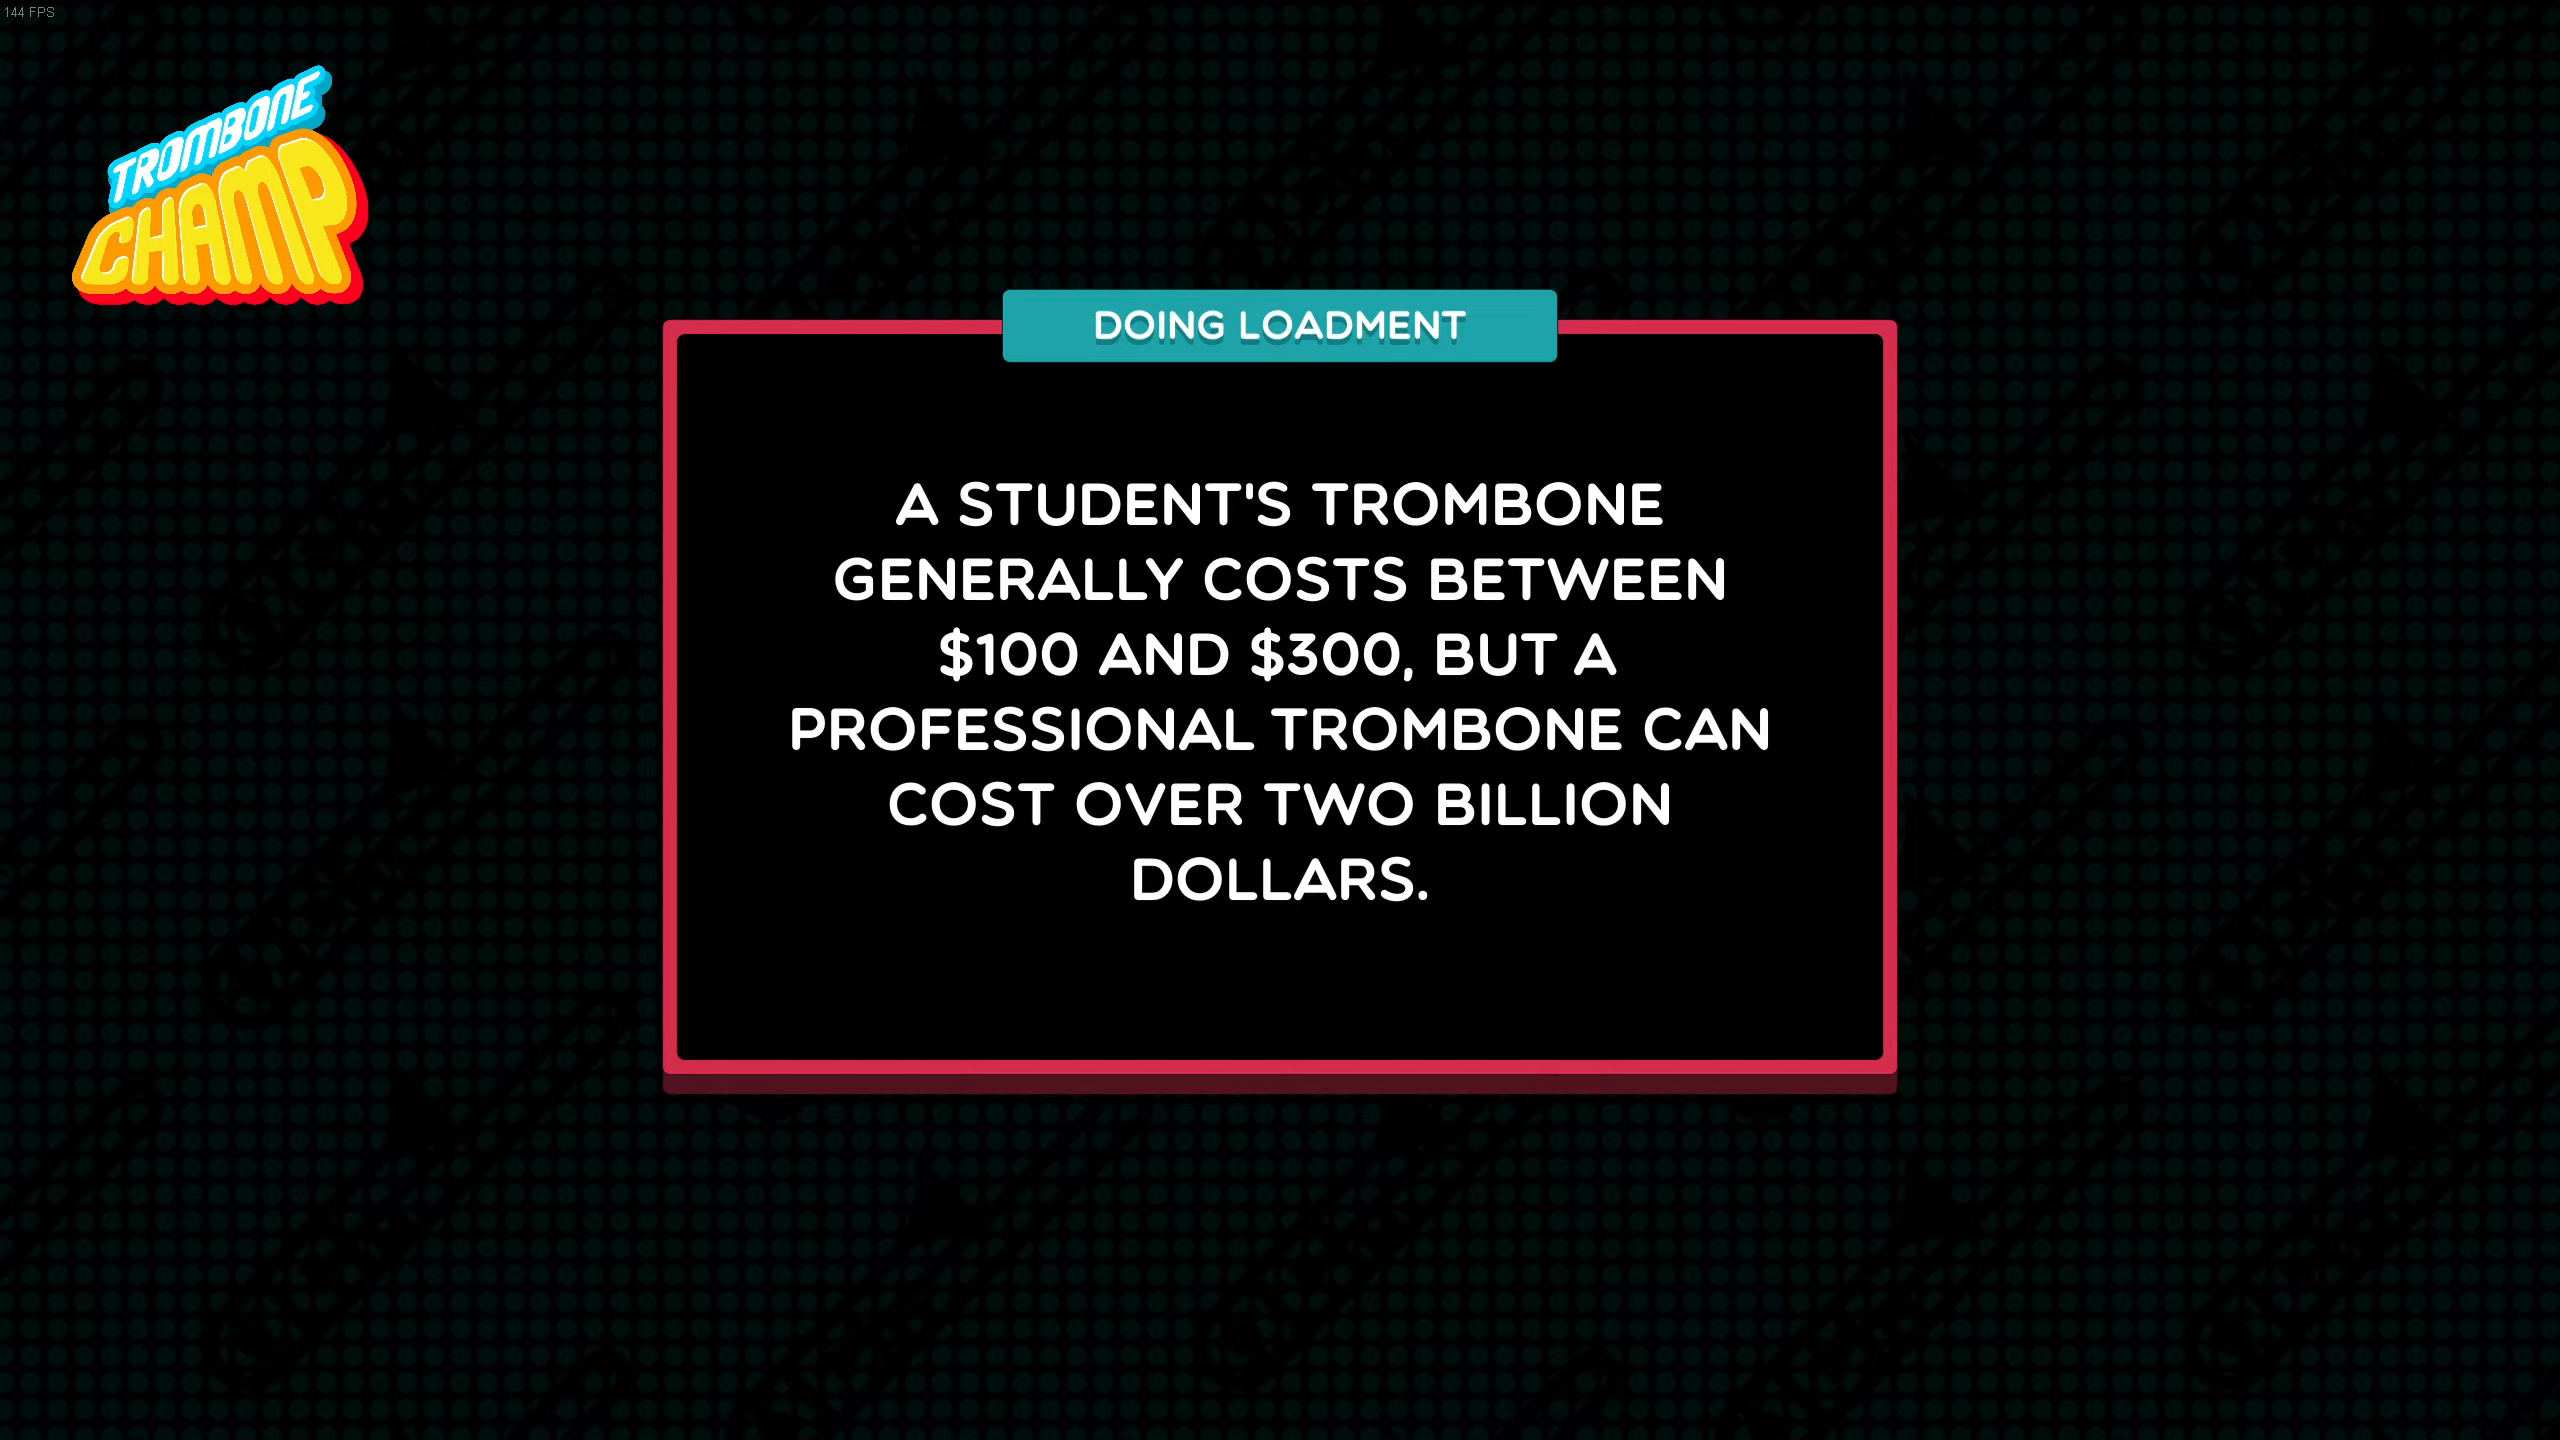 144 FPS
TROMBONE
CHAMP
DOING LOADMENT
A STUDENT'S TROMBONE
GENERALLY COSTS BETWEEN
$100 AND $300, BUT A
PROFESSIONAL TROMBONE CAN
COST OVER TWO BILLION
DOLLARS.